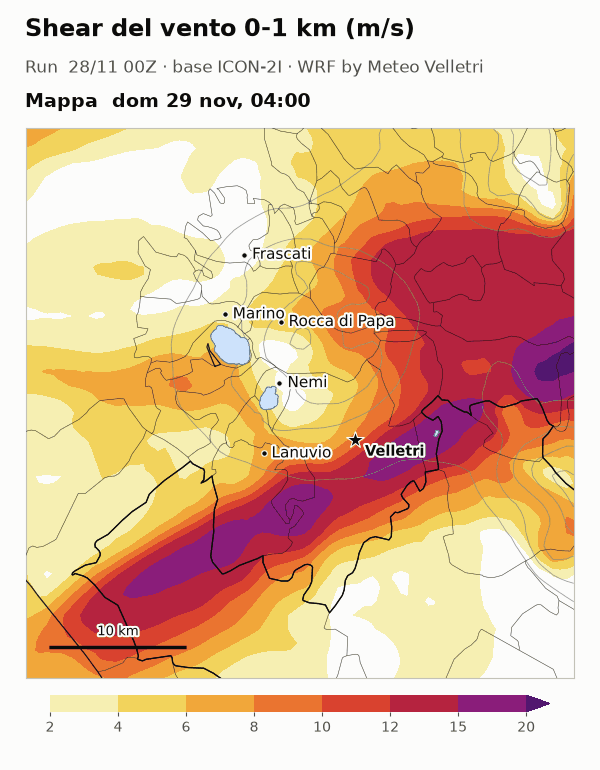 Shear del vento 0-1 km (m/s)
Run  28/11 00Z · base ICON-2I · WRF by Meteo Velletri
Mappa  dom 29 nov, 04:00
Frascati
Marino
Rocca di Papa
Nemi
Velletri
Lanuvio
10 km
2 4 6 8 10 12 15 20